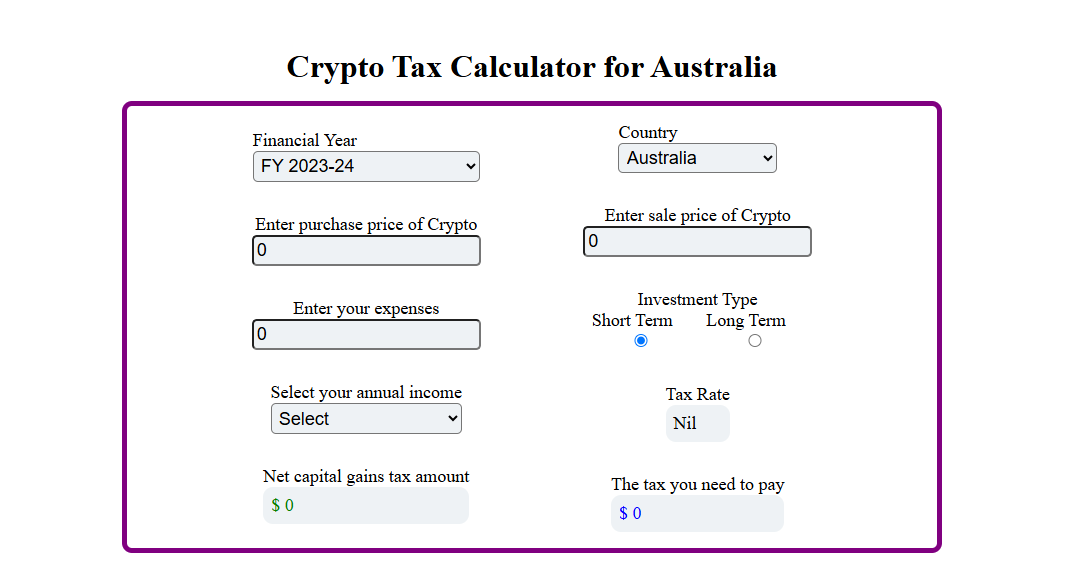 Crypto Tax Calculator for Australia
Financial Year
FY 2023-24
Country
Australia
Enter purchase price of Crypto
0
Enter sale price of Crypto
0
Enter your expenses
0
Investment Type
Short Term Long Term
Select your annual income
Select
Tax Rate
Nil
Net capital gains tax amount
$ 0
The tax you need to pay
$ 0